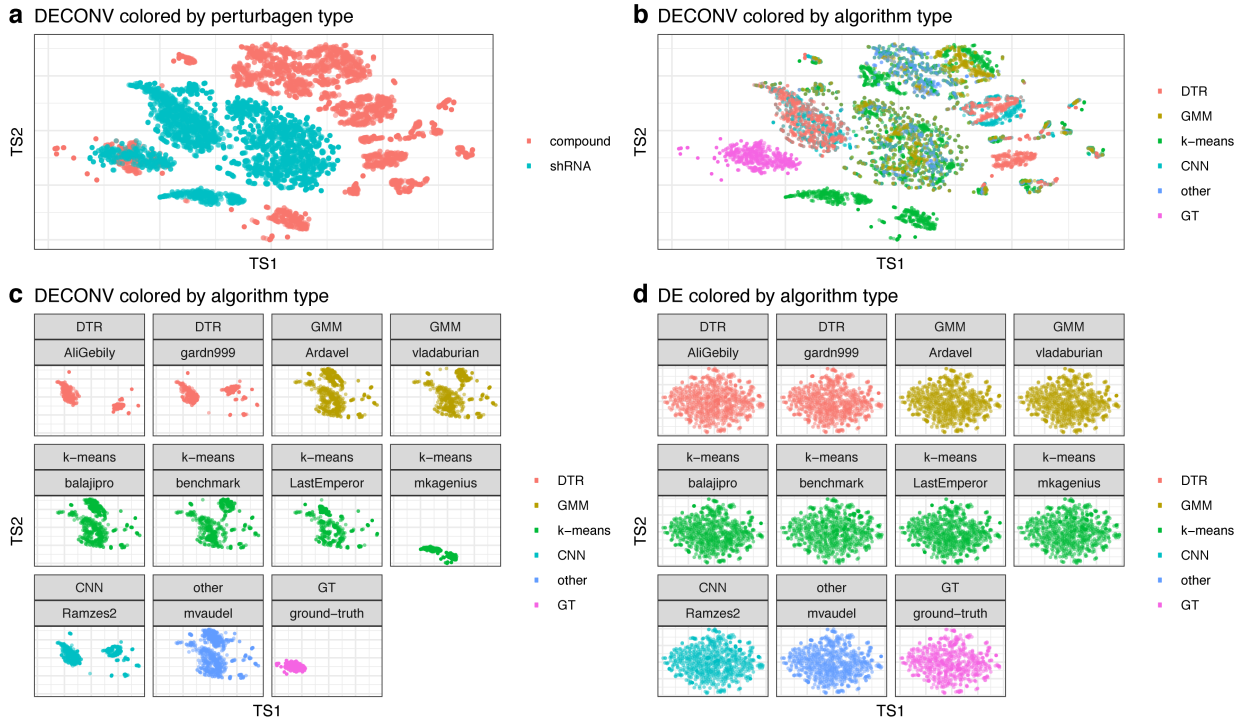 a DECONV colored by perturbagen type
TS2
TS1
compound
shRNA
b DECONV colored by algorithm type
TS2
TS1
DTR
GMM
k−means
CNN
other
GT
c DECONV colored by algorithm type
DTR DTR GMM GMM
AliGebily gardn999 Ardavel vladaburian
k−means k−means k−means k−means
balajipro benchmark LastEmperor mkagenius
CNN other GT
Ramzes2 mvaudel ground−truth
TS2
TS1
DTR
GMM
k−means
CNN
other
GT
d DE colored by algorithm type
DTR DTR GMM GMM
AliGebily gardn999 Ardavel vladaburian
k−means k−means k−means k−means
balajipro benchmark LastEmperor mkagenius
CNN other GT
Ramzes2 mvaudel ground−truth
TS2
TS1
DTR
GMM
k−means
CNN
other
GT